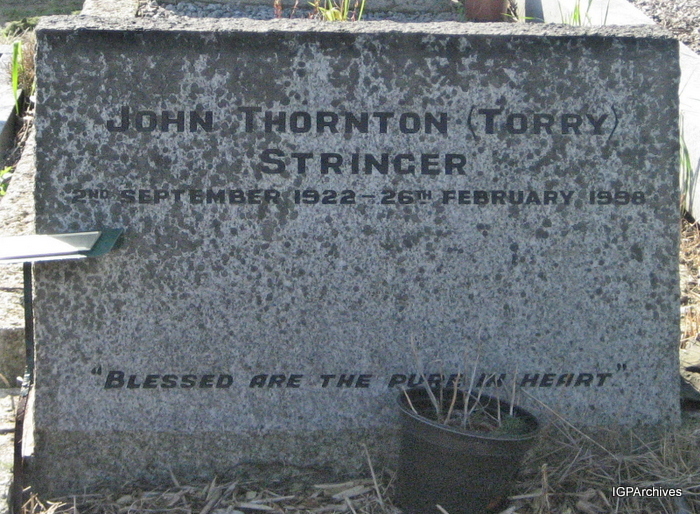 JOHN THORNTON (TORRY)
STRINGER
2ND SEPTEMBER 1922 – 26TH FEBRUARY 1998
"BLESSED ARE THE PURE IN HEART"
IGPArchives